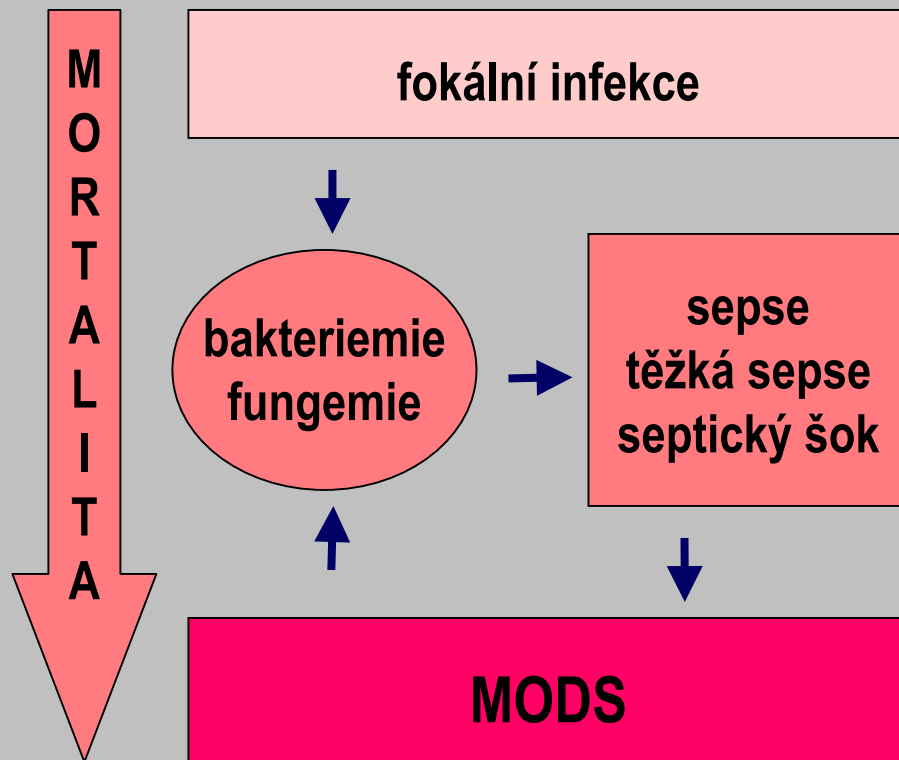 MORTALITA
fokální infekce
bakteriemie
fungemie
sepse
těžká sepse
septický šok
MODS